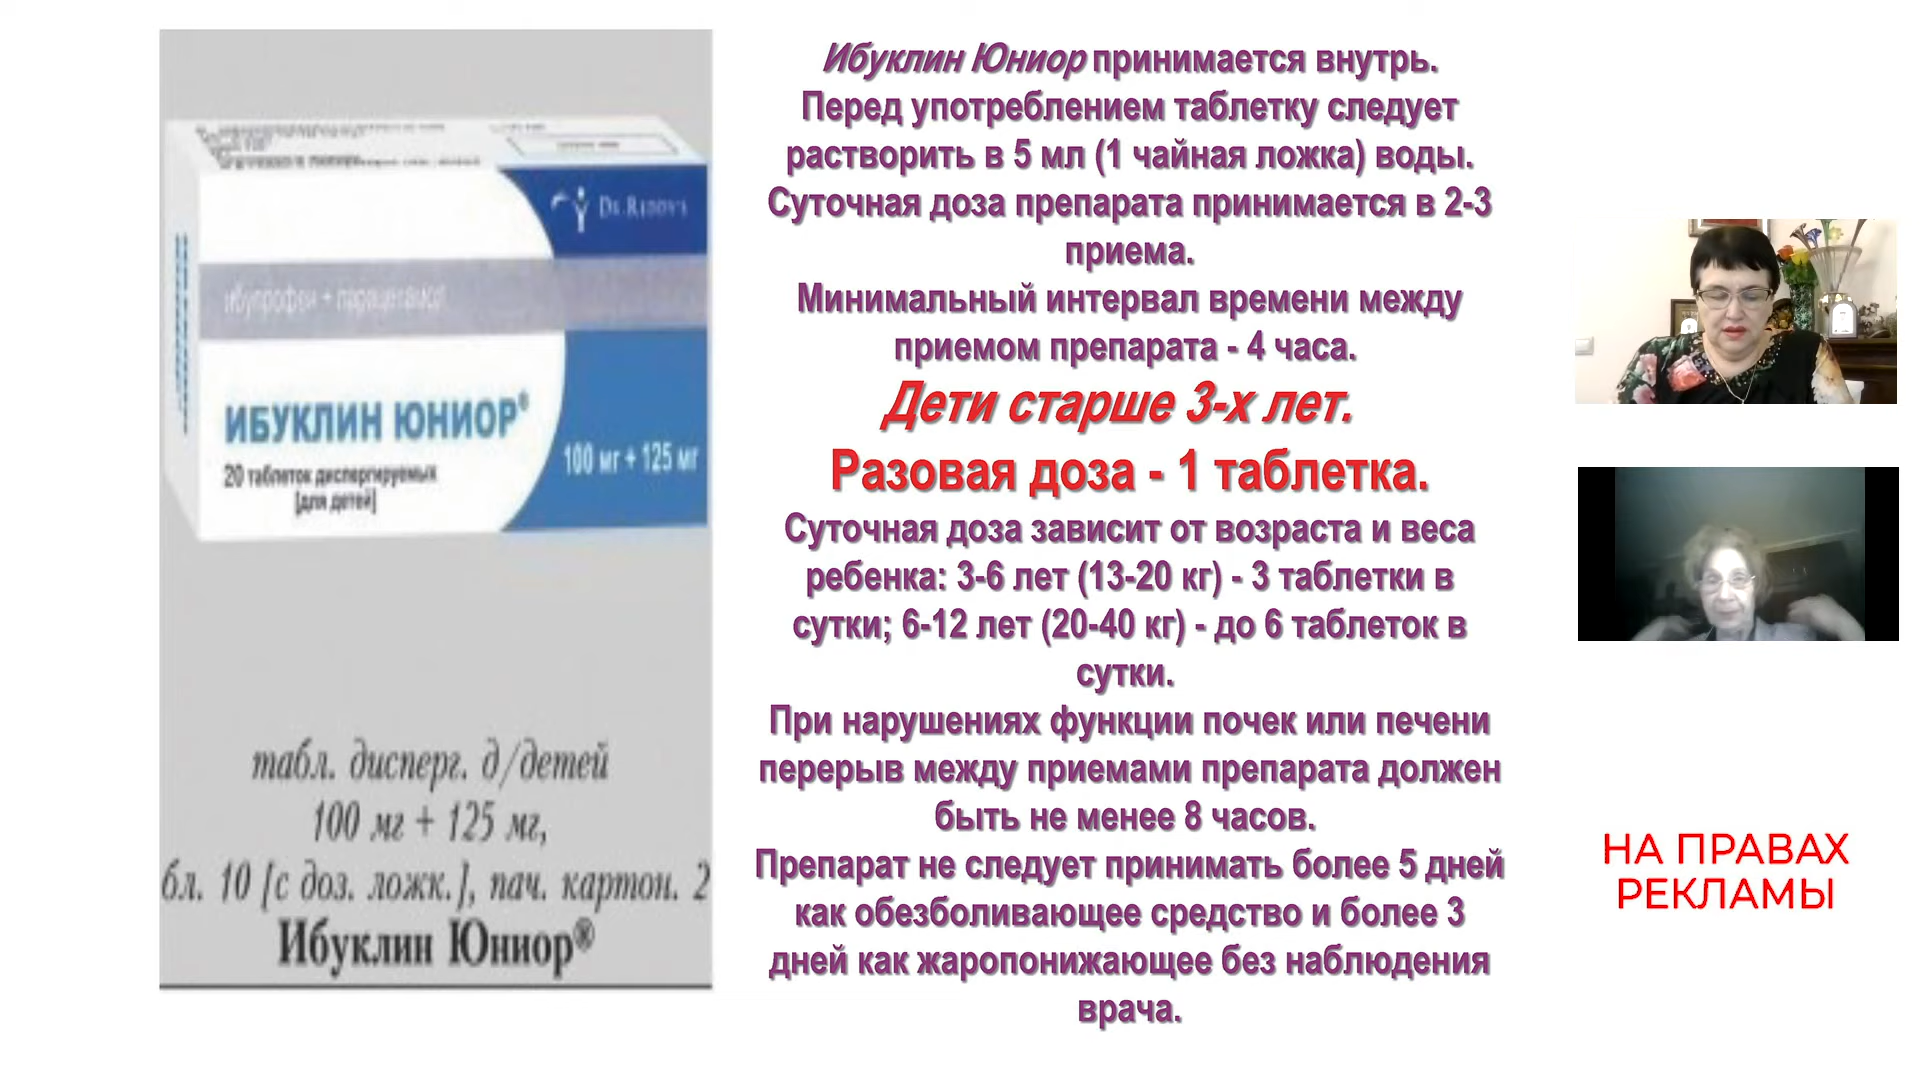 DR.REDDY'S
ибупрофен + парацетамол
ИБУКЛИН ЮНИОР®
100 мг + 125 мг
20 таблеток диспергируемых
[для детей]
табл. дисперг. д/детей
100 мг + 125 мг,
бл. 10 [с доз. ложк.], пач. картон. 2
Ибуклин Юниор®
Ибуклин Юниор принимается внутрь.
Перед употреблением таблетку следует
растворить в 5 мл (1 чайная ложка) воды.
Суточная доза препарата принимается в 2-3
приема.
Минимальный интервал времени между
приемом препарата - 4 часа.
Дети старше 3-х лет.
Разовая доза - 1 таблетка.
Суточная доза зависит от возраста и веса
ребенка: 3-6 лет (13-20 кг) - 3 таблетки в
сутки; 6-12 лет (20-40 кг) - до 6 таблеток в
сутки.
При нарушениях функции почек или печени
перерыв между приемами препарата должен
быть не менее 8 часов.
Препарат не следует принимать более 5 дней
как обезболивающее средство и более 3
дней как жаропонижающее без наблюдения
врача.
НА ПРАВАХ
РЕКЛАМЫ